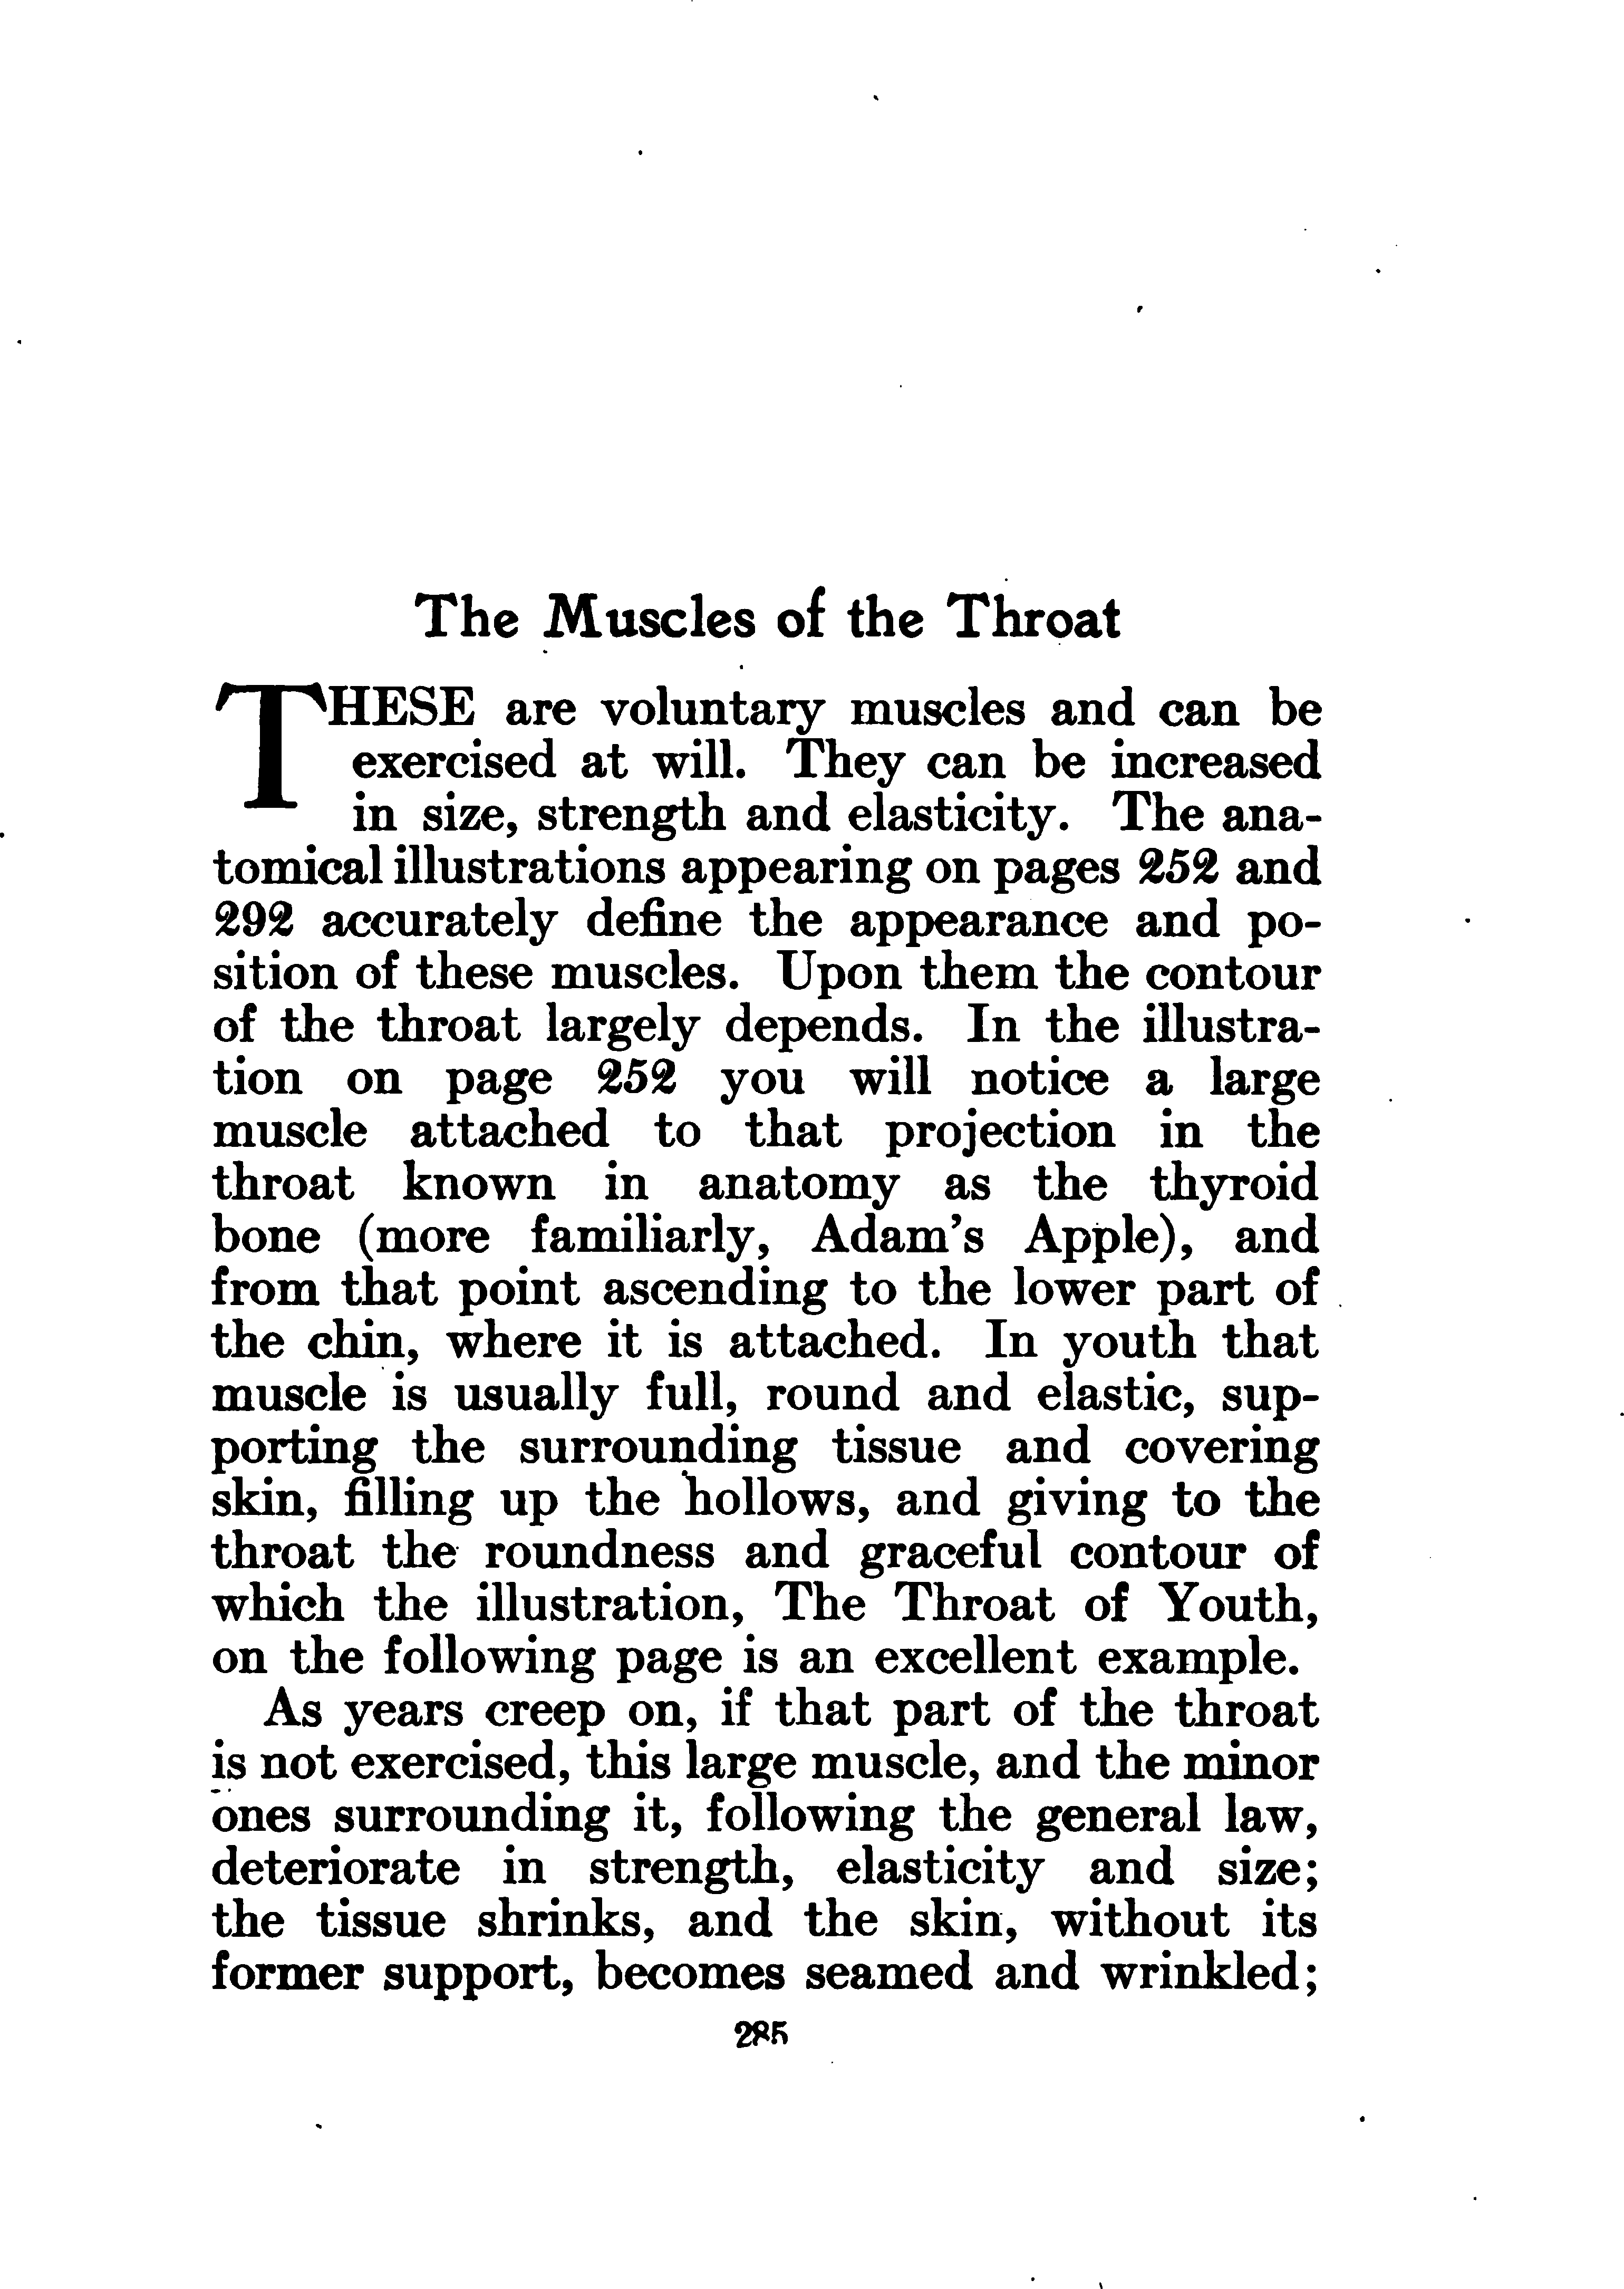 The Muscles of the Throat
THESE are voluntary muscles and can be
exercised at will. They can be increased
in size, strength and elasticity. The ana-
tomical illustrations appearing on pages 252 and
292 accurately define the appearance and po-
sition of these muscles. Upon them the contour
of the throat largely depends. In the illustra-
tion on page 252 you will notice a large
muscle attached to that projection in the
throat known in anatomy as the thyroid
bone (more familiarly, Adam's Apple), and
from that point ascending to the lower part of
the chin, where it is attached. In youth that
muscle is usually full, round and elastic, sup-
porting the surrounding tissue and covering
skin, filling up the hollows, and giving to the
throat the roundness and graceful contour of
which the illustration, The Throat of Youth,
on the following page is an excellent example.
As years creep on, if that part of the throat
is not exercised, this large muscle, and the minor
ones surrounding it, following the general law,
deteriorate in strength, elasticity and size;
the tissue shrinks, and the skin, without its
former support, becomes seamed and wrinkled;
285